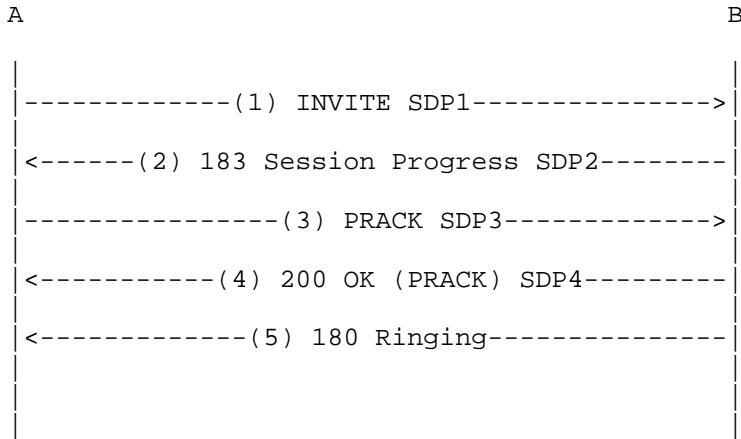 A B
(1) INVITE SDP1
(2) 183 Session Progress SDP2
(3) PRACK SDP3
(4) 200 OK (PRACK) SDP4
(5) 180 Ringing